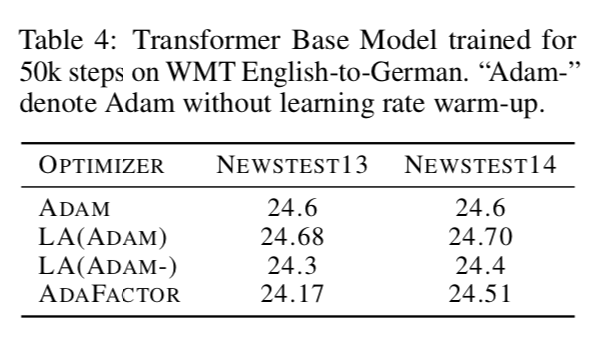 Table 4: Transformer Base Model trained for
50k steps on WMT English-to-German. “Adam-”
denote Adam without learning rate warm-up.
OPTIMIZER NEWSTEST13 NEWSTEST14
ADAM 24.6 24.6
LA(ADAM) 24.68 24.70
LA(ADAM-) 24.3 24.4
ADAFACTOR 24.17 24.51